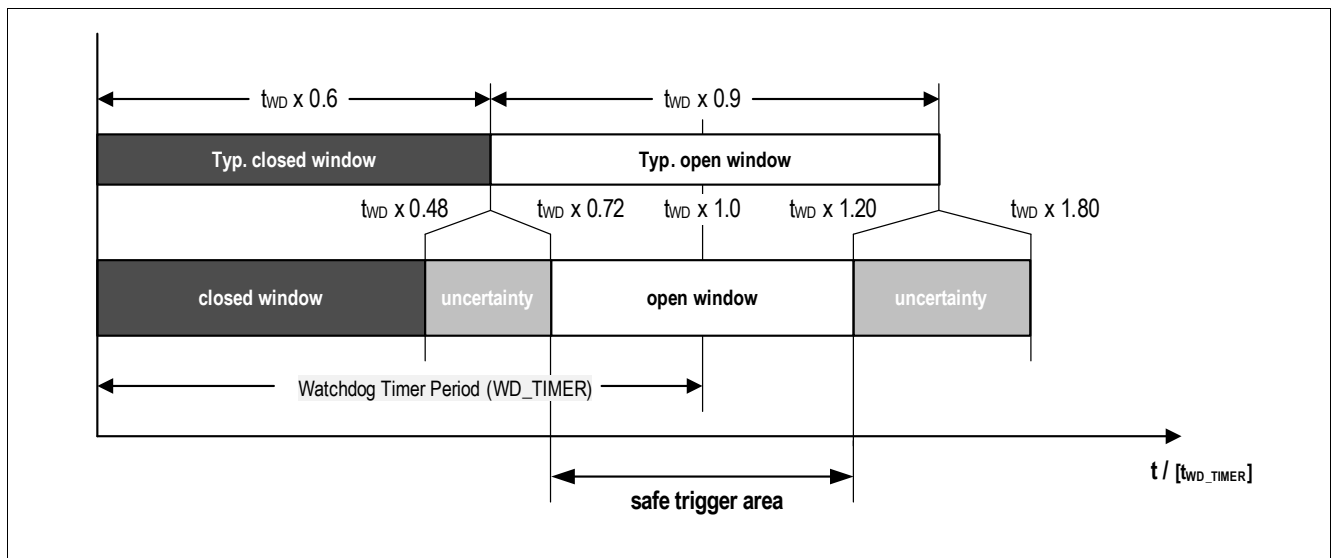 tWD x 0.6 tWD x 0.9
Typ. closed window Typ. open window
tWD x 0.48 tWD x 0.72 tWD x 1.0 tWD x 1.20 tWD x 1.80
closed window uncertainty open window uncertainty
Watchdog Timer Period (WD_TIMER)
t / [tWD_TIMER]
safe trigger area